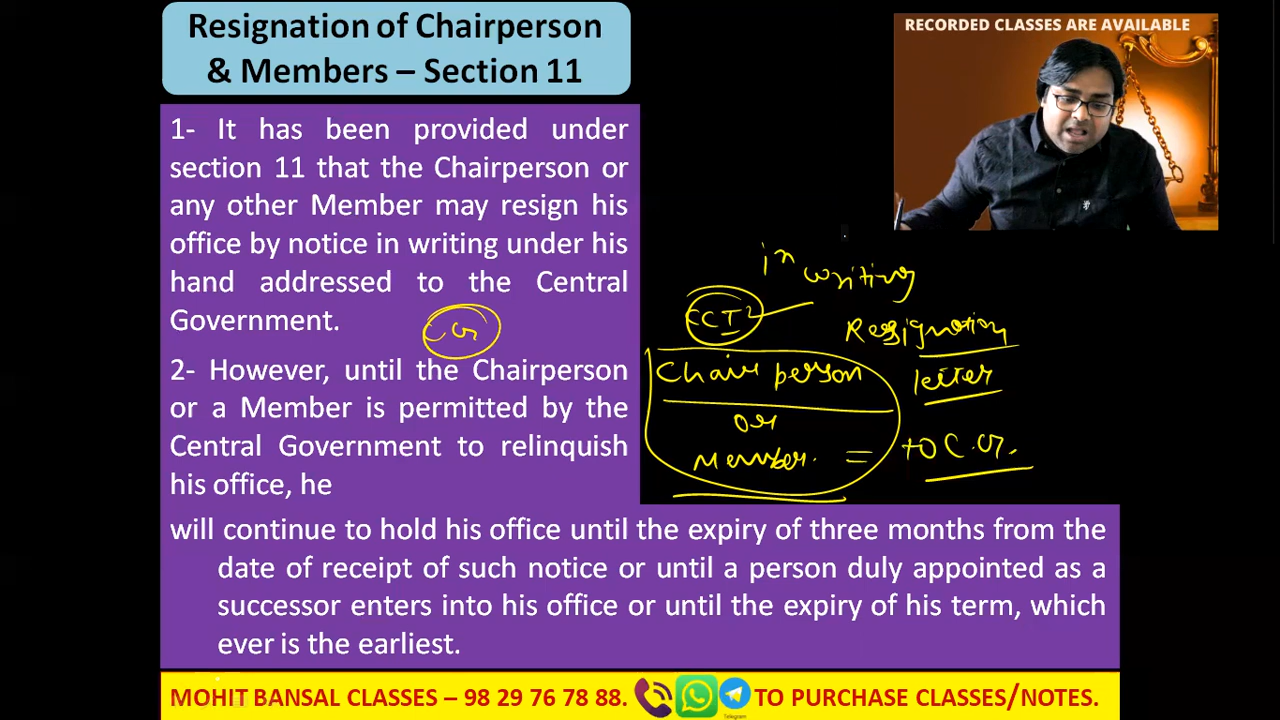 Resignation of Chairperson
& Members – Section 11
RECORDED CLASSES ARE AVAILABLE
1- It has been provided under
section 11 that the Chairperson or
any other Member may resign his
office by notice in writing under his
hand addressed to the Central
Government.
2- However, until the Chairperson
or a Member is permitted by the
Central Government to relinquish
his office, he
will continue to hold his office until the expiry of three months from the
date of receipt of such notice or until a person duly appointed as a
successor enters into his office or until the expiry of his term, which
ever is the earliest.
CG
in writing
CCI
Resignation
letter
Chair person
or
Member. = to C.G.
MOHIT BANSAL CLASSES – 98 29 76 78 88. TO PURCHASE CLASSES/NOTES.
Telegram